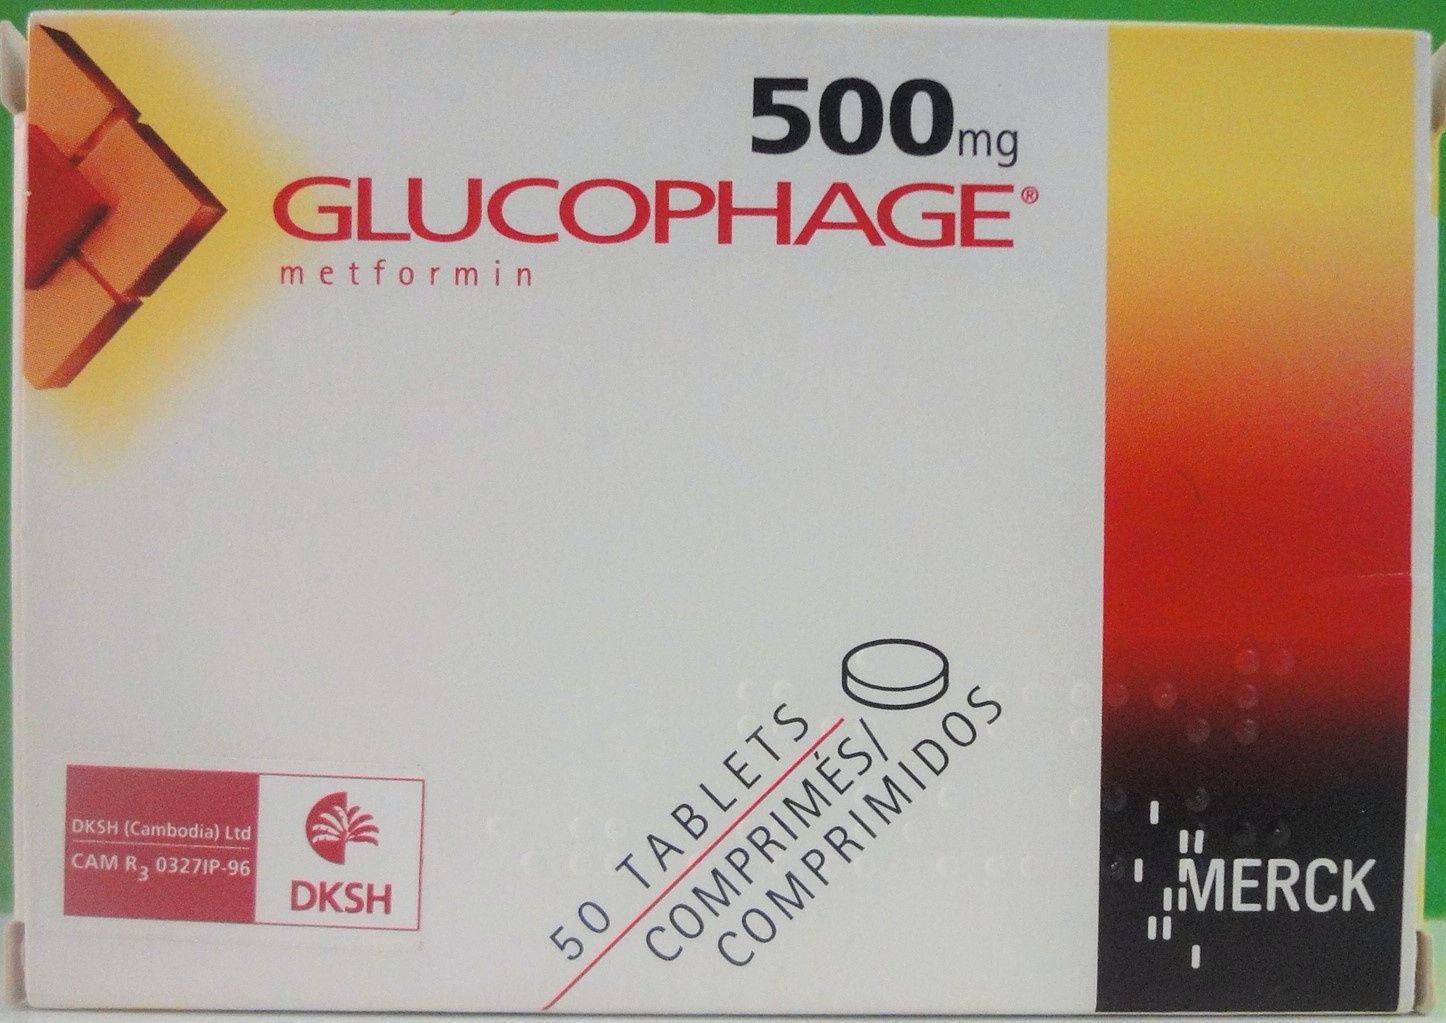 500mg
GLUCOPHAGE®
metformin
50 TABLETS
COMPRIMÉS/
COMPRIMIDOS
DKSH (Cambodia) Ltd
CAM R3 0327IP-96
DKSH
MERCK